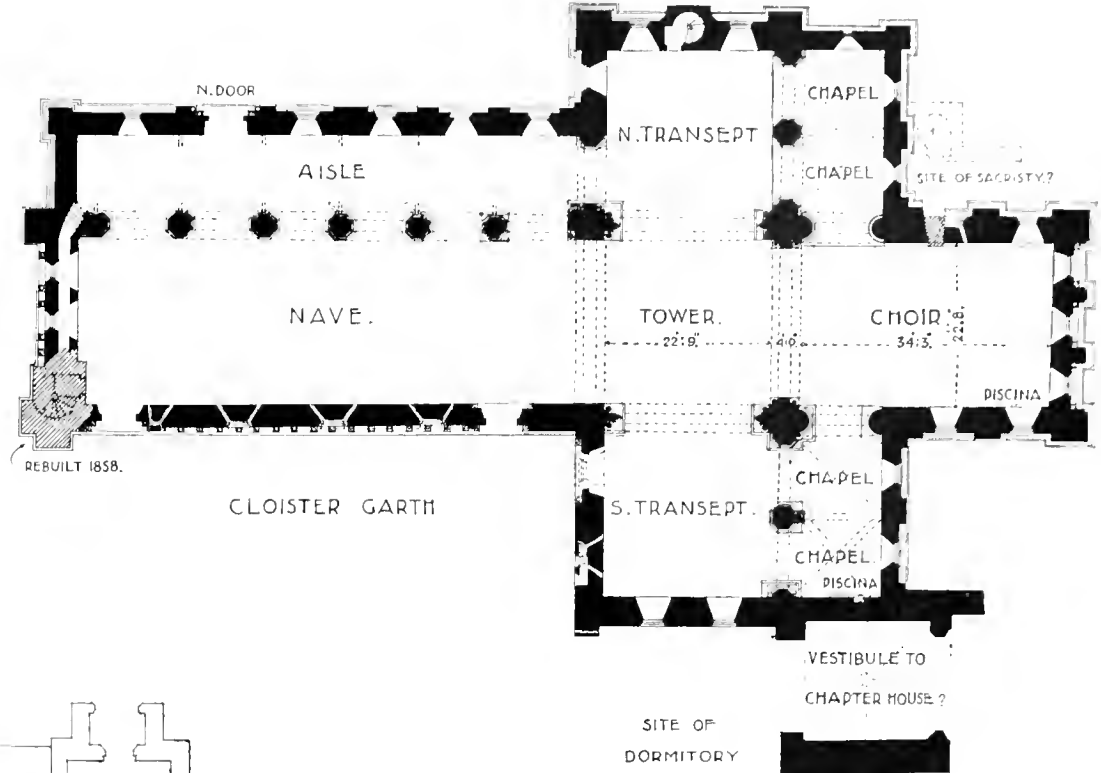 N. DOOR
CHAPEL
N. TRANSEPT
AISLE
CHAPEL
SITE OF SACRISTY?
NAVE.
TOWER.
CHOIR
22'.9".
4'.0".
34'.3".
22'.8".
PISCINA
REBUILT 1858.
CLOISTER GARTH
S. TRANSEPT.
CHAPEL
CHAPEL.
PISCINA
VESTIBULE TO
CHAPTER HOUSE?
SITE OF
DORMITORY